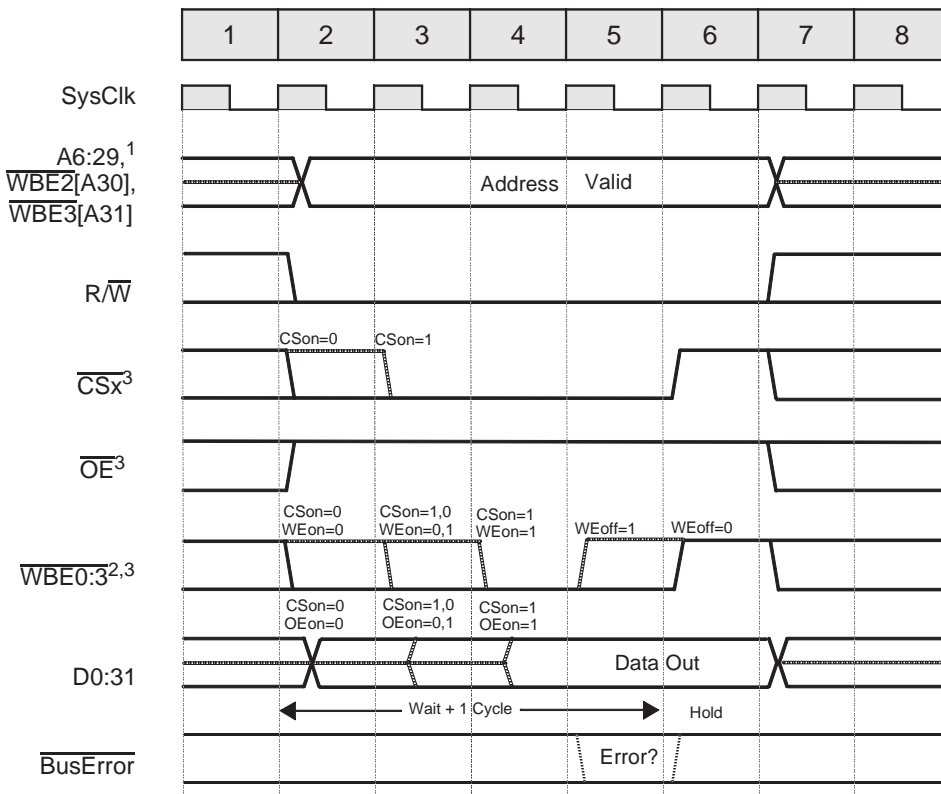 1 2 3 4 5 6 7 8
SysClk
A6:29,1
WBE2[A30],
WBE3[A31]
Address Valid
R/W
CSon=0 CSon=1
CSx3
OE3
CSon=0 CSon=1,0 CSon=1
WEon=0 WEon=0,1 WEon=1 WEoff=1 WEoff=0
WBE0:32,3
CSon=0 CSon=1,0 CSon=1
OEon=0 OEon=0,1 OEon=1
D0:31
Data Out
Wait + 1 Cycle Hold
BusError
Error?